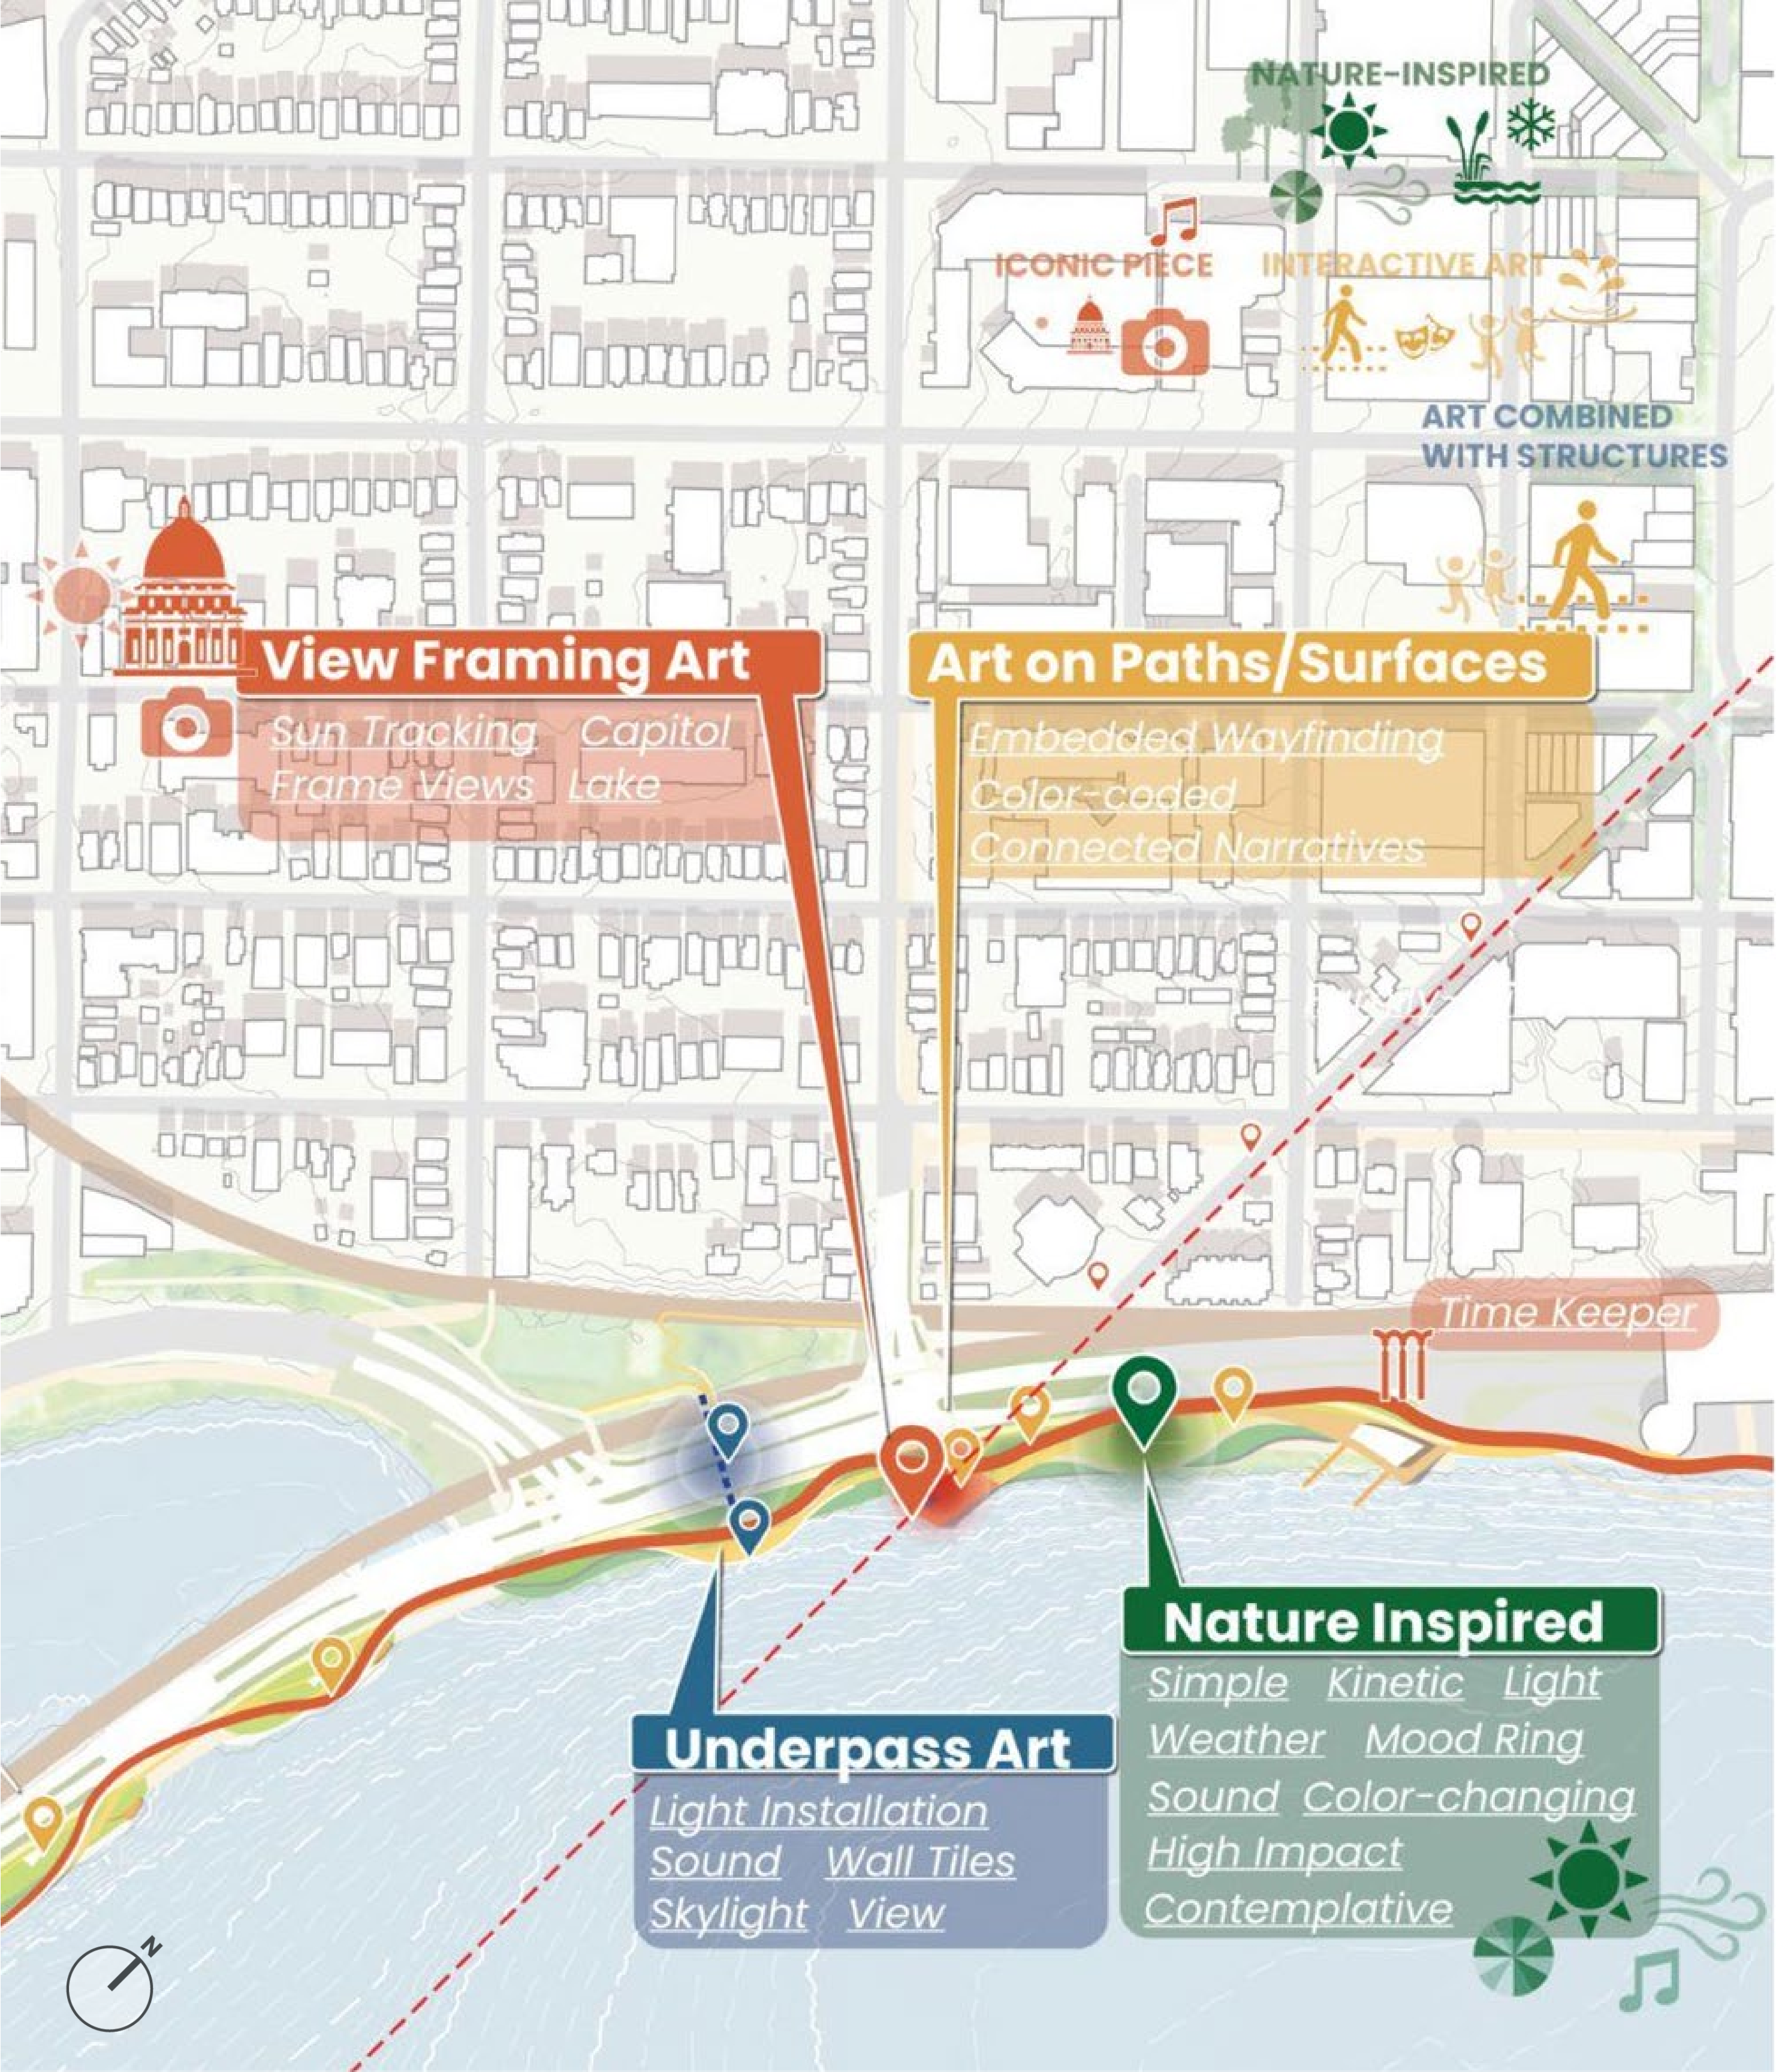 NATURE-INSPIRED
ICONIC PIECE
INTERACTIVE ART
ART COMBINED
WITH STRUCTURES
View Framing Art
Sun Tracking Capitol
Frame Views Lake
Art on Paths/Surfaces
Embedded Wayfinding
Color-coded
Connected Narratives
Time Keeper
Nature Inspired
Simple Kinetic Light
Weather Mood Ring
Sound Color-changing
High Impact
Contemplative
Underpass Art
Light Installation
Sound Wall Tiles
Skylight View
N